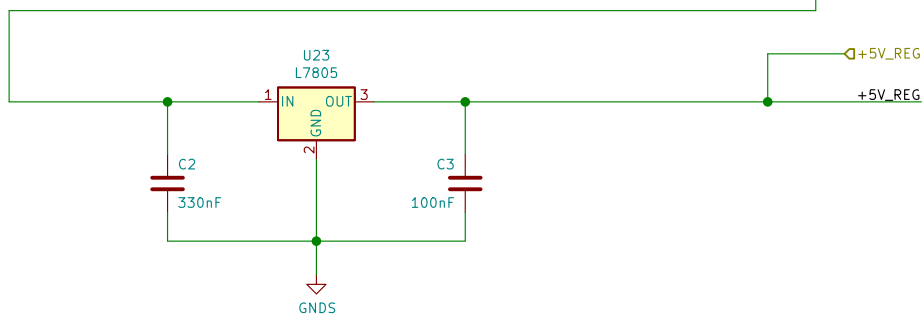 U23
L7805
+5V_REG
+5V_REG
1
IN
OUT
3
GND
2
C2
330nF
C3
100nF
GNDS